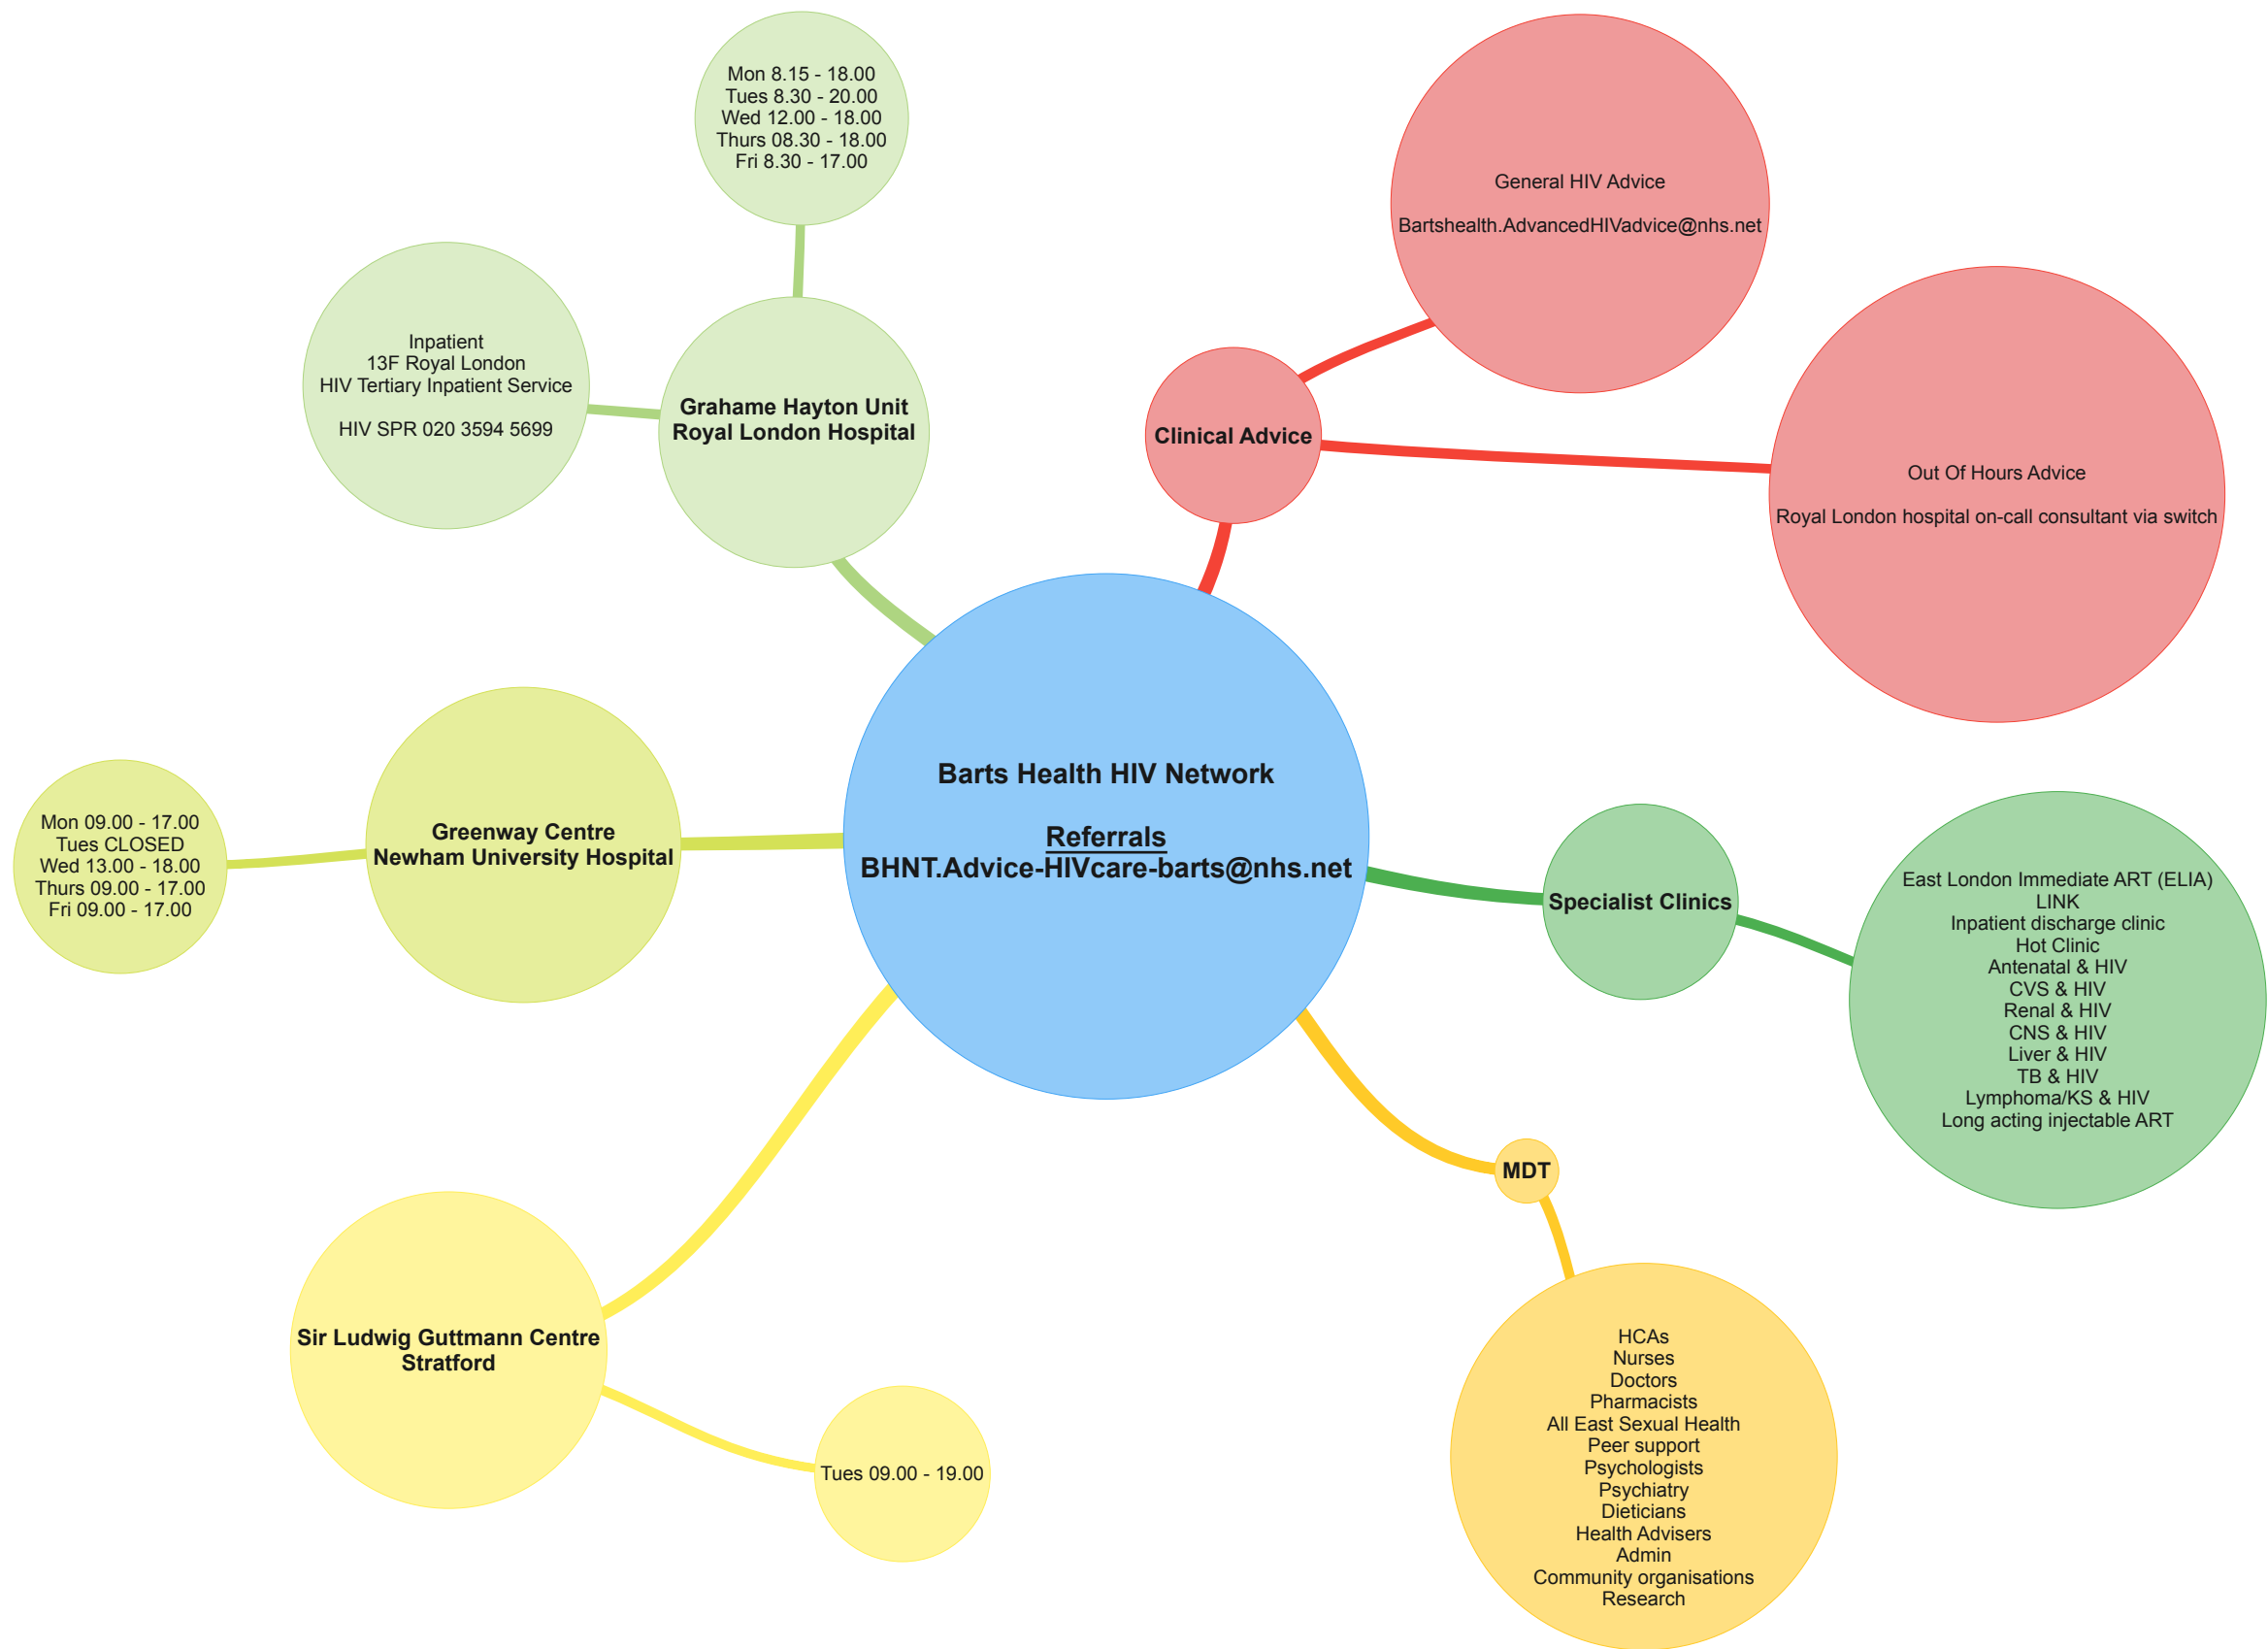 Barts Health HIV Network
Referrals
BHNT.Advice-HIVcare-barts@nhs.net
Clinical Advice
General HIV Advice
Bartshealth.AdvancedHIVadvice@nhs.net
Out Of Hours Advice
Royal London hospital on-call consultant via switch
Specialist Clinics
East London Immediate ART (ELIA)
LINK
Inpatient discharge clinic
Hot Clinic
Antenatal & HIV
CVS & HIV
Renal & HIV
CNS & HIV
Liver & HIV
TB & HIV
Lymphoma/KS & HIV
Long acting injectable ART
MDT
HCAs
Nurses
Doctors
Pharmacists
All East Sexual Health
Peer support
Psychologists
Psychiatry
Dieticians
Health Advisers
Admin
Community organisations
Research
Sir Ludwig Guttmann Centre
Stratford
Tues 09.00 - 19.00
Greenway Centre
Newham University Hospital
Mon 09.00 - 17.00
Tues CLOSED
Wed 13.00 - 18.00
Thurs 09.00 - 17.00
Fri 09.00 - 17.00
Grahame Hayton Unit
Royal London Hospital
Inpatient
13F Royal London
HIV Tertiary Inpatient Service
HIV SPR 020 3594 5699
Mon 8.15 - 18.00
Tues 8.30 - 20.00
Wed 12.00 - 18.00
Thurs 08.30 - 18.00
Fri 8.30 - 17.00